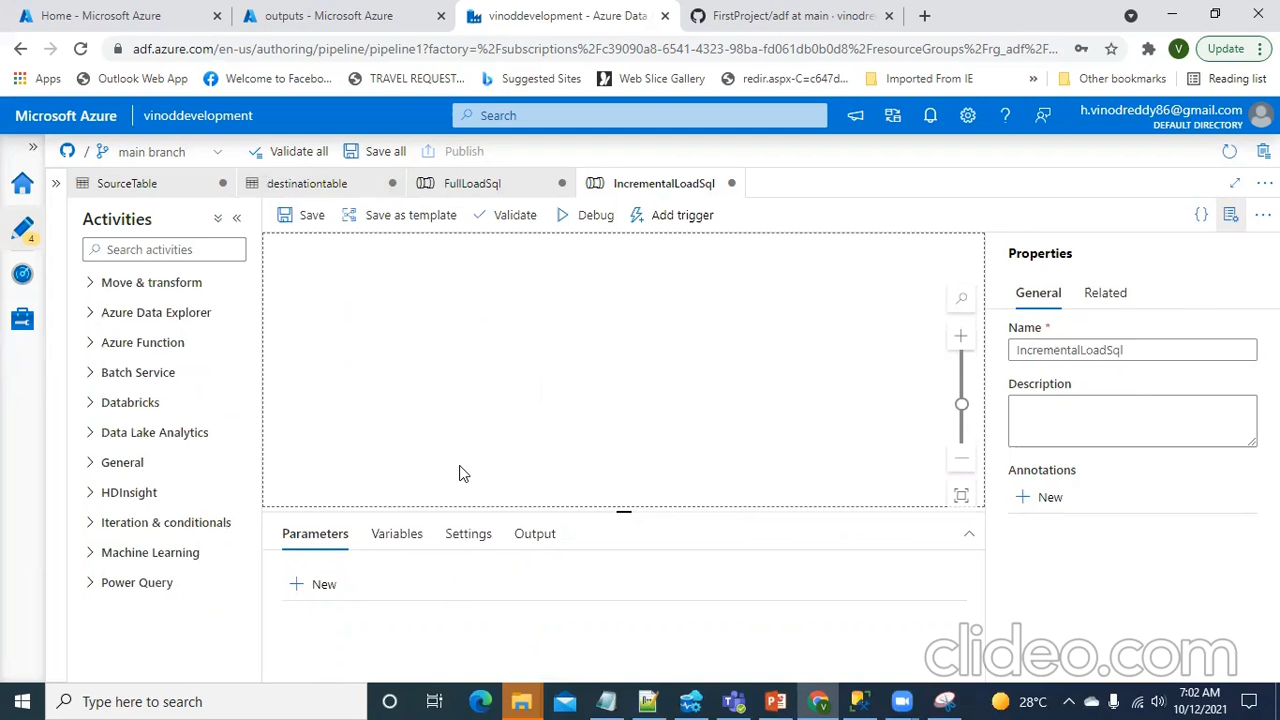 Home - Microsoft Azure
outputs - Microsoft Azure
vinoddevelopment - Azure Data
FirstProject/adf at main · vinodre
adf.azure.com/en-us/authoring/pipeline/pipeline1?factory=%2Fsubscriptions%2Fc39090a8-6541-4323-98ba-fd061db0b0d8%2FresourceGroups%2Frg_adf%2F...
V
Update
Apps
Outlook Web App
Welcome to Facebo...
TRAVEL REQUEST...
Suggested Sites
Web Slice Gallery
redir.aspx-C=c647d...
Imported From IE
»
Other bookmarks
Reading list
Microsoft Azure
vinoddevelopment
Search
h.vinodreddy86@gmail.com
DEFAULT DIRECTORY
/ main branch
Validate all
Save all
Publish
SourceTable
destinationtable
FullLoadSql
IncrementalLoadSql
4
Activities
Search activities
Move & transform
Azure Data Explorer
Azure Function
Batch Service
Databricks
Data Lake Analytics
General
HDInsight
Iteration & conditionals
Machine Learning
Power Query
Save
Save as template
Validate
Debug
Add trigger
{}
Parameters
Variables
Settings
Output
New
Properties
General
Related
Name *
IncrementalLoadSql
Description
Annotations
New
clideo.com
Type here to search
28°C
7:02 AM
10/12/2021